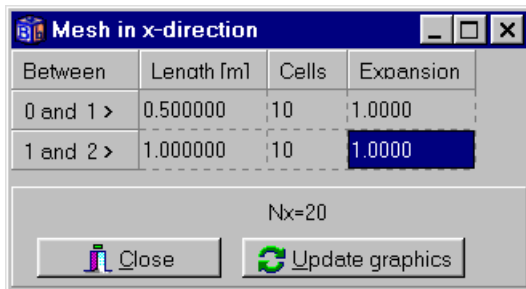 Mesh in x-direction
Between Length [m] Cells Expansion
0 and 1 > 0.500000 10 1.0000
1 and 2 > 1.000000 10 1.0000
Nx=20
Close Update graphics